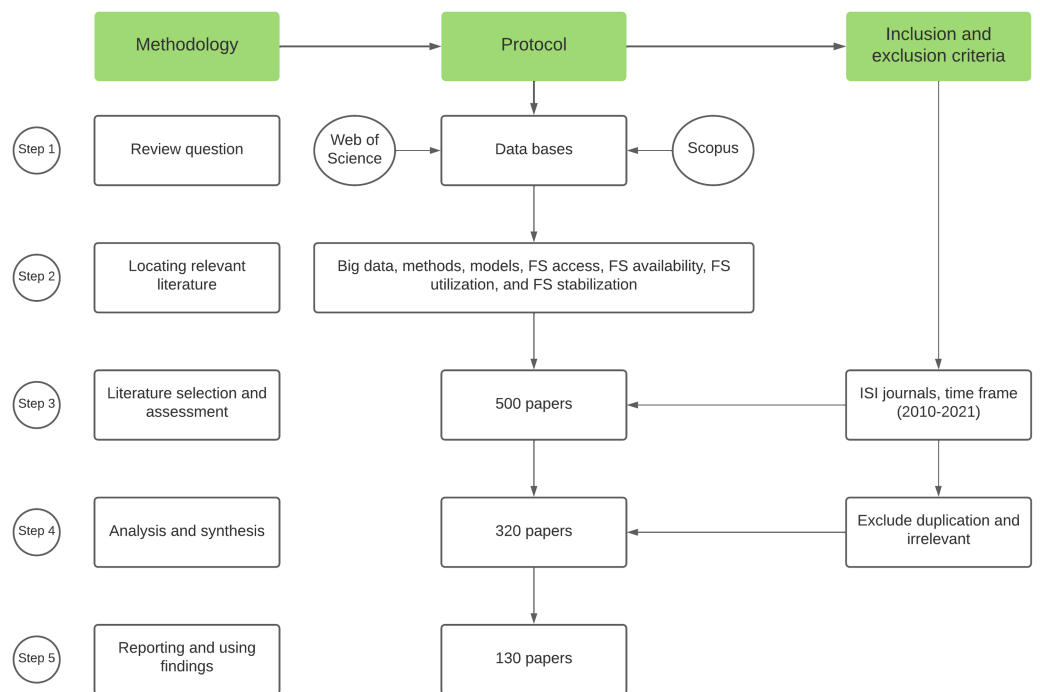 Methodology
Protocol
Inclusion and
exclusion criteria
Step 1
Review question
Web of
Science
Data bases
Scopus
Step 2
Locating relevant
literature
Big data, methods, models, FS access, FS availability, FS
utilization, and FS stabilization
Step 3
Literature selection and
assessment
500 papers
ISI journals, time frame
(2010-2021)
Step 4
Analysis and synthesis
320 papers
Exclude duplication and
irrelevant
Step 5
Reporting and using
findings
130 papers